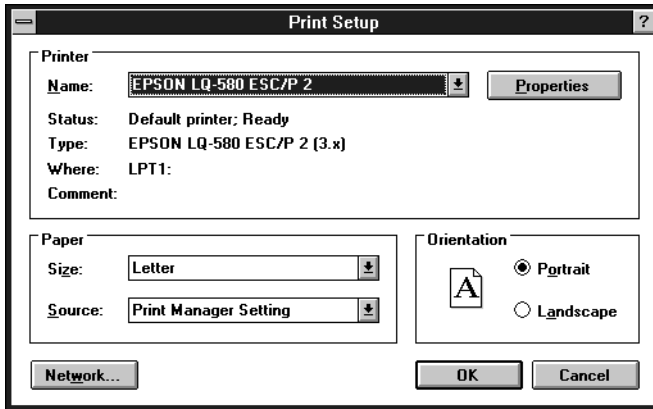 Print Setup ?
Printer
Name: EPSON LQ-580 ESC/P 2 Properties
Status: Default printer; Ready
Type: EPSON LQ-580 ESC/P 2 (3.x)
Where: LPT1:
Comment:
Paper
Size: Letter
Source: Print Manager Setting
Orientation
A
Portrait
Landscape
Network... OK Cancel